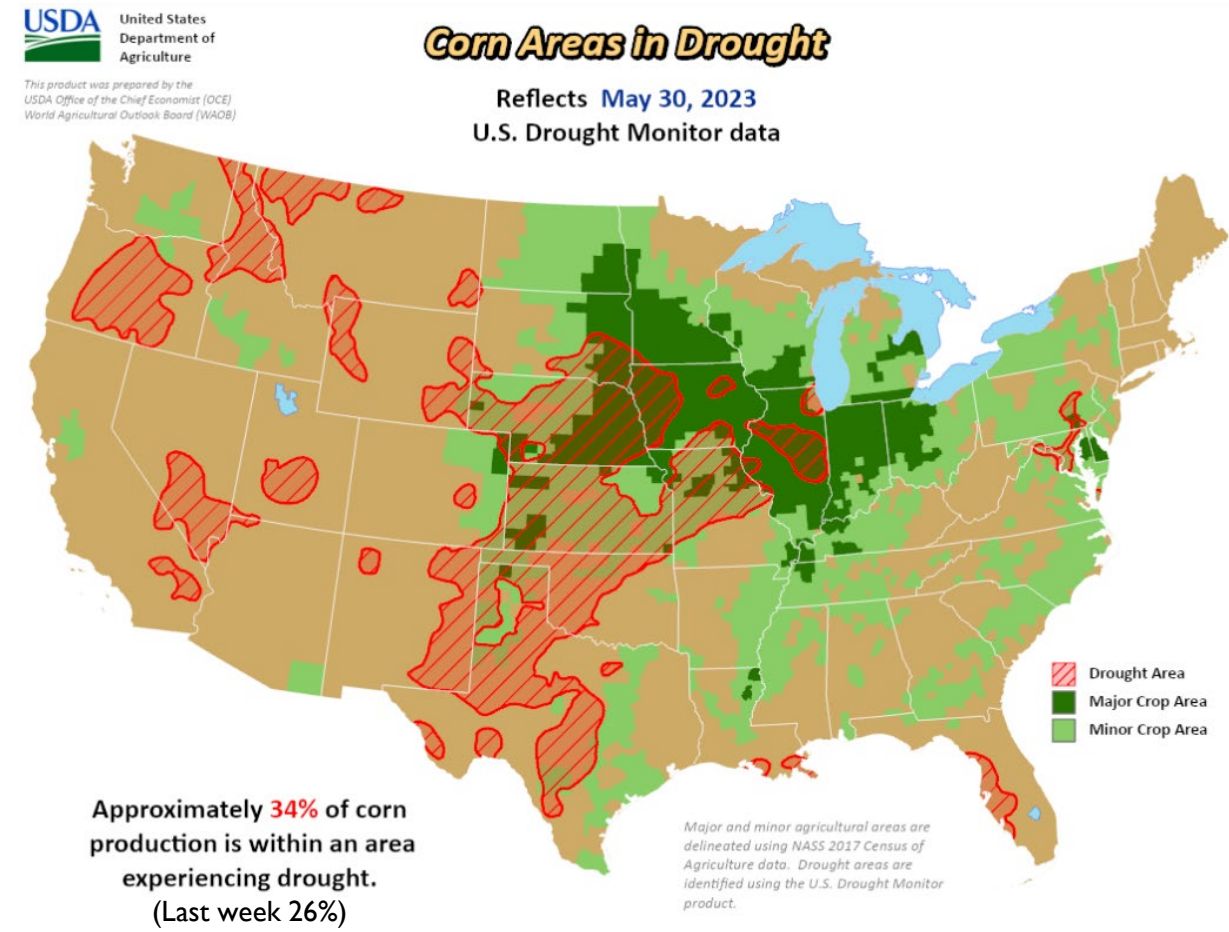 USDA
United States
Department of
Agriculture
This product was prepared by the
USDA Office of the Chief Economist (OCE)
World Agricultural Outlook Board (WAOB)
Corn Areas in Drought
Reflects May 30, 2023
U.S. Drought Monitor data
Drought Area
Major Crop Area
Minor Crop Area
Approximately 34% of corn
production is within an area
experiencing drought.
(Last week 26%)
Major and minor agricultural areas are
delineated using NASS 2017 Census of
Agriculture data. Drought areas are
identified using the U.S. Drought Monitor
product.